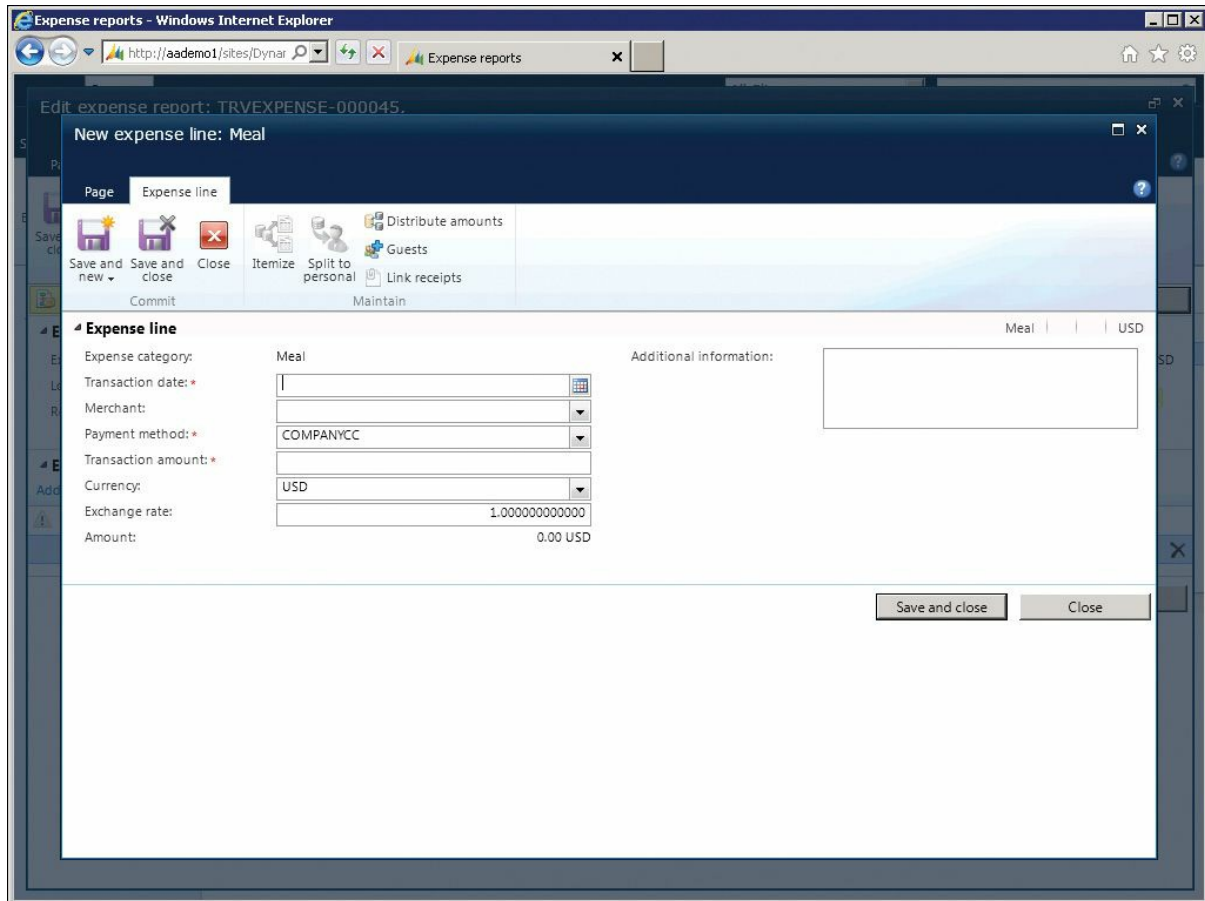 Expense reports - Windows Internet Explorer
http://aademo1/sites/Dynar
Expense reports
Edit expense report: TRVEXPENSE-000045.
New expense line: Meal
Page
Expense line
Save and new
Save and close
Close
Itemize
Split to personal
Distribute amounts
Guests
Link receipts
Commit
Maintain
Expense line
Meal
USD
Expense category:
Meal
Additional information:
Transaction date:*
Merchant:
Payment method:*
COMPANYCC
Transaction amount:*
Currency:
USD
Exchange rate:
1.000000000000
Amount:
0.00 USD
Save and close
Close